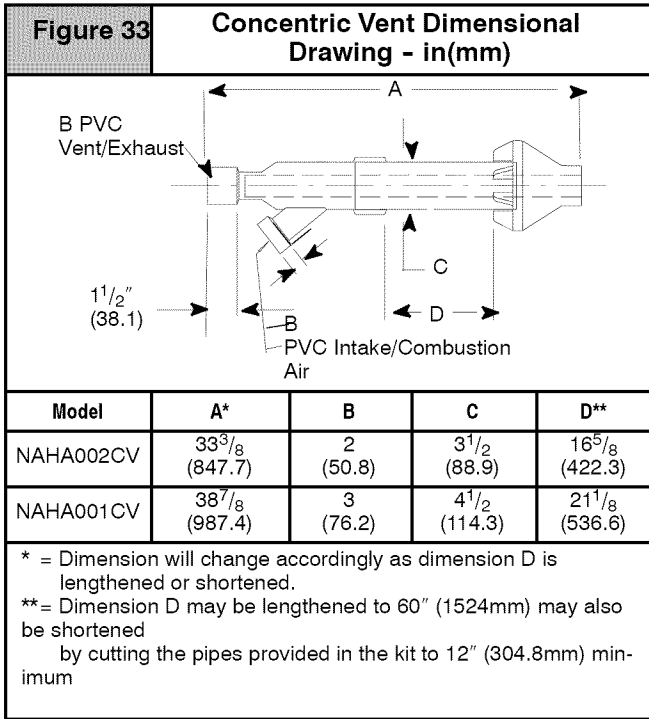 Figure 33
Concentric Vent Dimensional
Drawing - in(mm)
A
B PVC
Vent/Exhaust
C
1 1/2"
(38.1)
D
B
PVC Intake/Combustion
Air
Model A* B C D**
NAHA002CV 33 3/8 (847.7) 2 (50.8) 3 1/2 (88.9) 16 5/8 (422.3)
NAHA001CV 38 7/8 (987.4) 3 (76.2) 4 1/2 (114.3) 21 1/8 (536.6)
* = Dimension will change accordingly as dimension D is
lengthened or shortened.
**= Dimension D may be lengthened to 60" (1524mm) may also
be shortened
by cutting the pipes provided in the kit to 12" (304.8mm) min-
imum